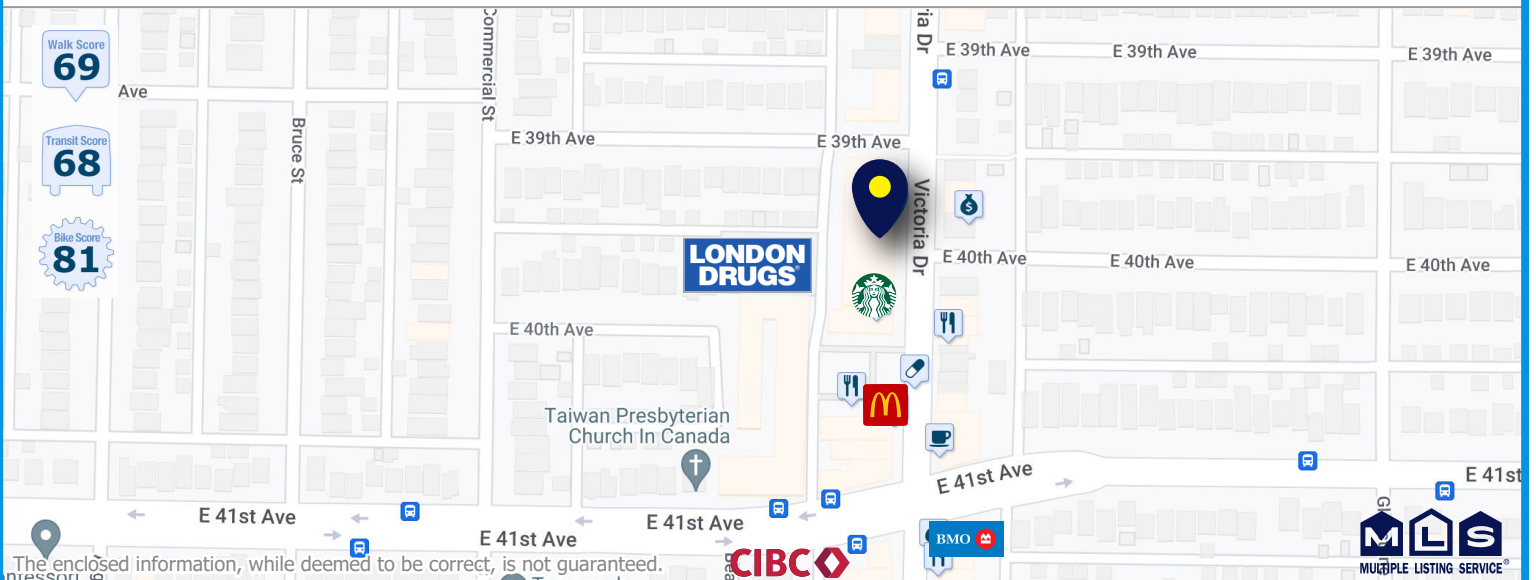 Walk Score
69
Transit Score
68
Bike Score
81
Ave
Bruce St
Commercial St
ria Dr
E 39th Ave
E 39th Ave
E 39th Ave
E 39th Ave
E 39th Ave
Victoria Dr
LONDON
DRUGS
E 40th Ave
E 40th Ave
E 40th Ave
E 40th Ave
Taiwan Presbyterian
Church In Canada
E 41st Ave
E 41st
E 41st Ave
E 41st Ave
E 41st Ave
CIBC
BMO
The enclosed information, while deemed to be correct, is not guaranteed.
MLS
MULTIPLE LISTING SERVICE®